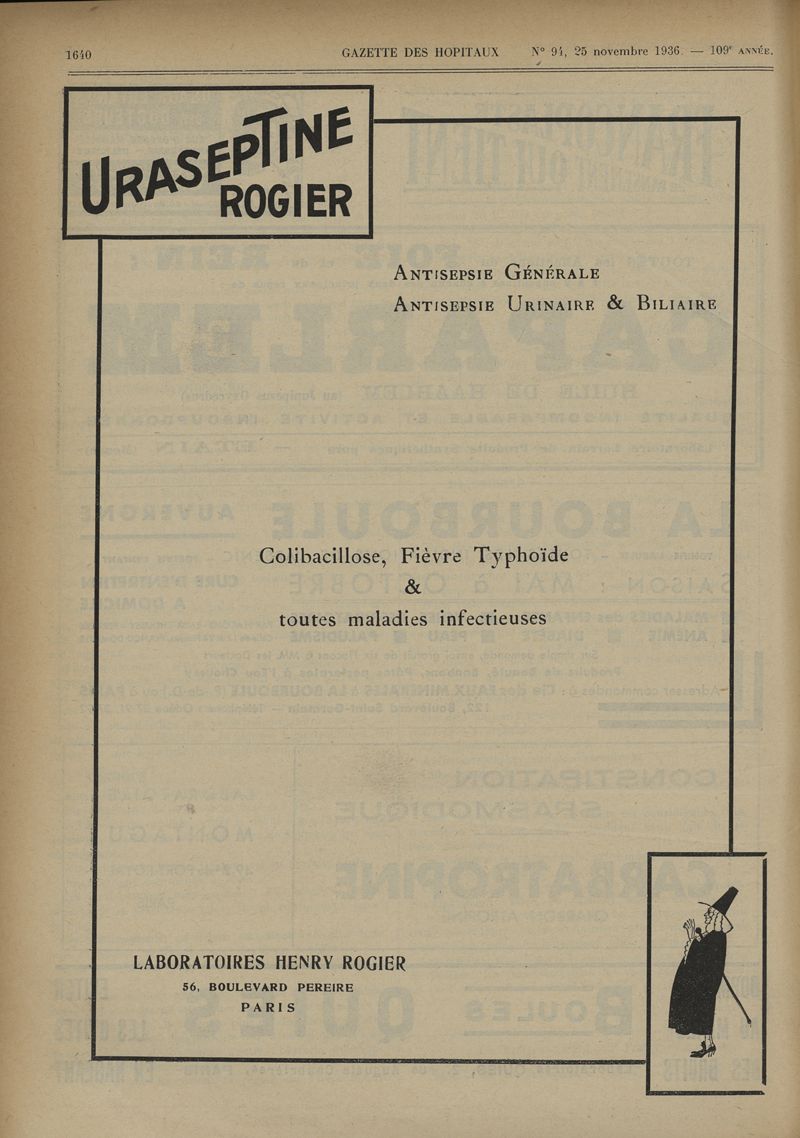 1640
GAZETTE DES HOPITAUX
N° 94, 25 novembre 1936. — 109e ANNÉE.
URASEPTINE
ROGIER
ANTISEPSIE GÉNÉRALE
ANTISEPSIE URINAIRE & BILIAIRE
Colibacillose, Fièvre Typhoïde
&
toutes maladies infectieuses
LABORATOIRES HENRY ROGIER
56, BOULEVARD PEREIRE
PARIS